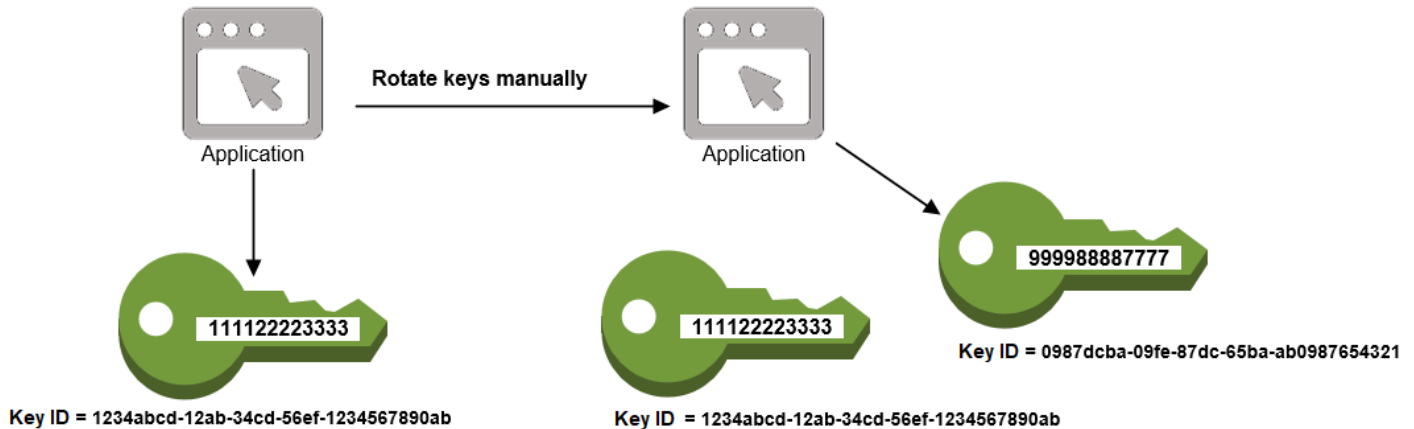 Rotate keys manually
Application
Application
999988887777
111122223333
111122223333
Key ID = 0987dcba-09fe-87dc-65ba-ab0987654321
Key ID = 1234abcd-12ab-34cd-56ef-1234567890ab
Key ID = 1234abcd-12ab-34cd-56ef-1234567890ab